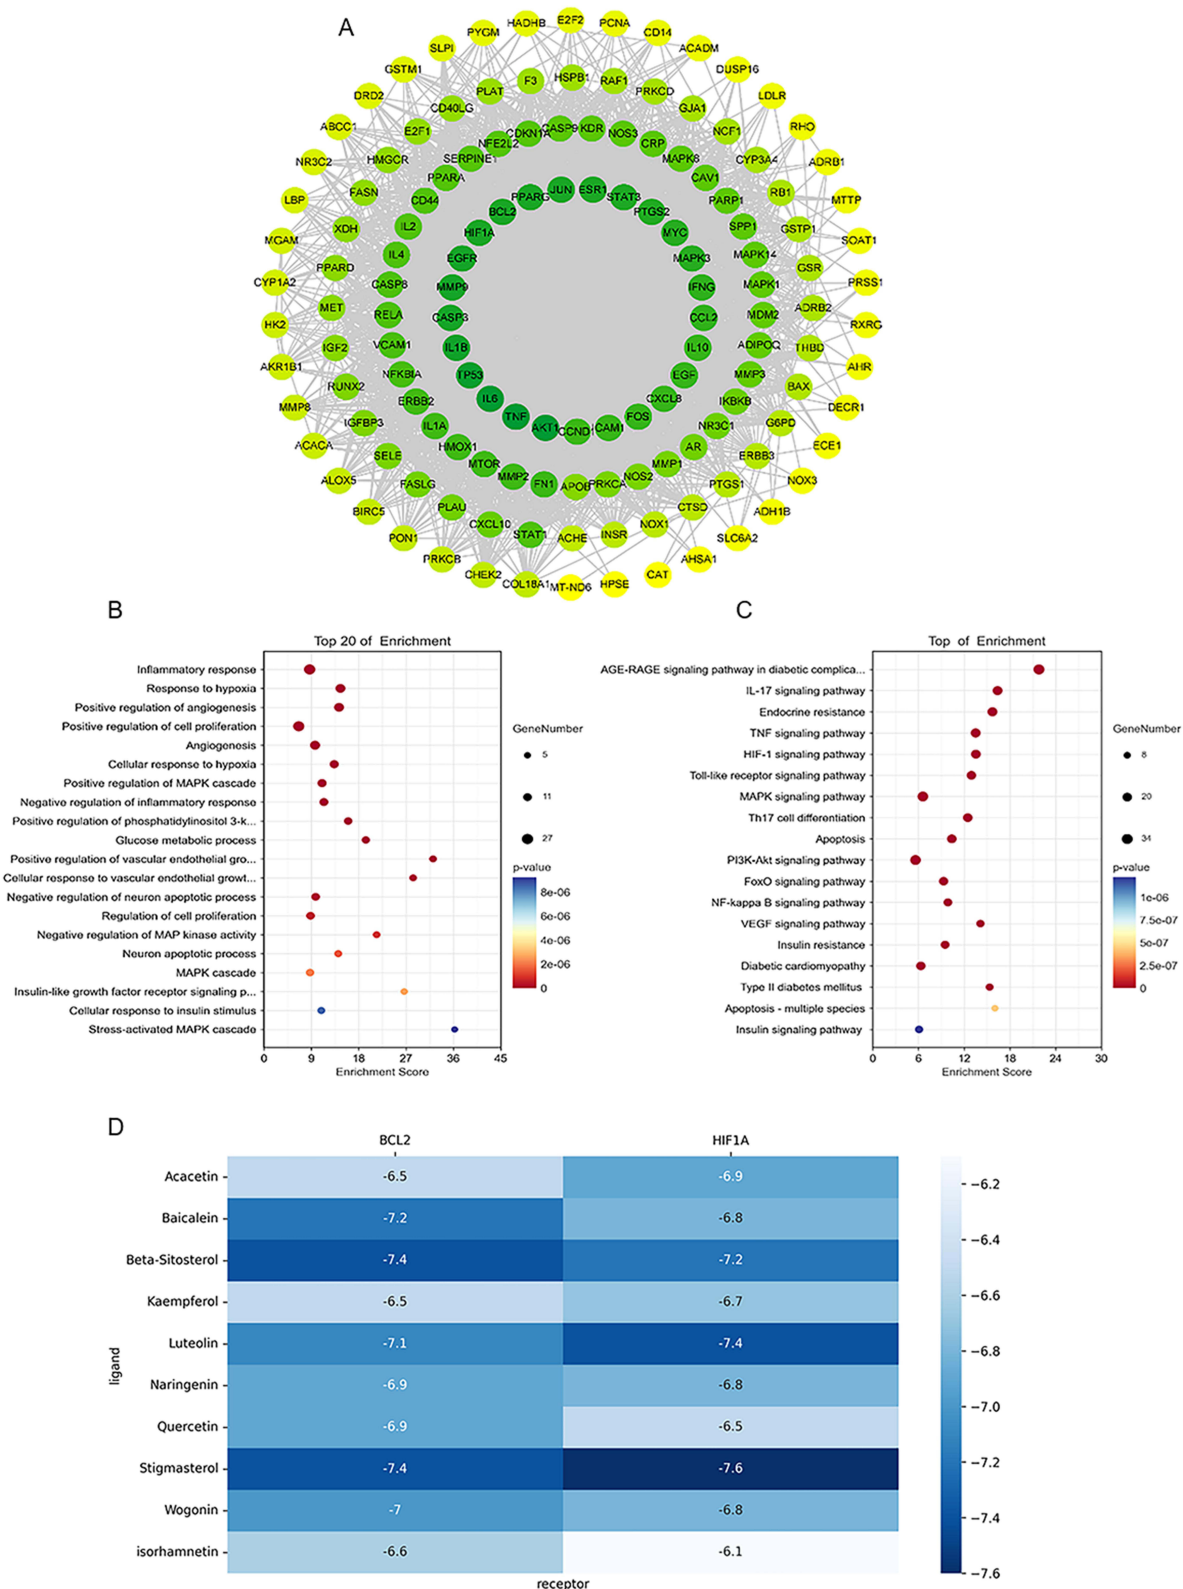 A
HADHB
E2F2
PCNA
PYGM
CD14
SLPI
ACADM
GSTM1
DUSP16
DRD2
LDLR
ABCC1
RHO
NR3C2
ADRB1
LBP
MTTP
MGAM
SOAT1
CYP1A2
PRSS1
HK2
RXRG
AKR1B1
AHR
MMP8
DECR1
ACACA
ECE1
ALOX5
NOX3
BIRC5
ADH1B
PON1
SLC6A2
PRKCB
AHSA1
CHEK2
CAT
COL18A1
MT-ND6
HPSE
F3
HSPB1
RAF1
PLAT
PRKCD
CD40LG
GJA1
E2F1
NCF1
HMGCR
CYP3A4
FASN
RB1
XDH
GSTP1
PPARD
GSR
MET
ADRB2
IGF2
THBD
RUNX2
BAX
IGFBP3
G6PD
SELE
ERBB3
FASLG
PTGS1
PLAU
CTSD
CXCL10
NOX1
STAT1
ACHE
INSR
CDKN1A
CASP9
KDR
NOS3
NFE2L2
CRP
SERPINE1
MAPK8
PPARA
CAV1
CD44
PARP1
IL2
SPP1
IL4
MAPK14
CASP8
MAPK1
RELA
MDM2
VCAM1
ADIPOQ
NFKBIA
MMP3
ERBB2
IKBKB
IL1A
NR3C1
HMOX1
AR
MTOR
MMP1
MMP2
NOS2
FN1
APOB
PRKCA
JUN
ESR1
PPARG
STAT3
BCL2
PTGS2
HIF1A
MYC
EGFR
MAPK3
MMP9
IFNG
CASP3
CCL2
IL1B
IL10
TP53
EGF
IL6
CXCL8
TNF
FOS
AKT1
CCND1
CAM1
B
Top 20 of Enrichment
Inflammatory response
Response to hypoxia
Positive regulation of angiogenesis
Positive regulation of cell proliferation
Angiogenesis
Cellular response to hypoxia
Positive regulation of MAPK cascade
Negative regulation of inflammatory response
Positive regulation of phosphatidylinositol 3-k...
Glucose metabolic process
Positive regulation of vascular endothelial gro...
Cellular response to vascular endothelial growt...
Negative regulation of neuron apoptotic process
Regulation of cell proliferation
Negative regulation of MAP kinase activity
Neuron apoptotic process
MAPK cascade
Insulin-like growth factor receptor signaling p...
Cellular response to insulin stimulus
Stress-activated MAPK cascade
0 9 18 27 36 45
Enrichment Score
GeneNumber
5
11
27
p-value
8e-06
6e-06
4e-06
2e-06
0
C
Top of Enrichment
AGE-RAGE signaling pathway in diabetic complica...
IL-17 signaling pathway
Endocrine resistance
TNF signaling pathway
HIF-1 signaling pathway
Toll-like receptor signaling pathway
MAPK signaling pathway
Th17 cell differentiation
Apoptosis
PI3K-Akt signaling pathway
FoxO signaling pathway
NF-kappa B signaling pathway
VEGF signaling pathway
Insulin resistance
Diabetic cardiomyopathy
Type II diabetes mellitus
Apoptosis - multiple species
Insulin signaling pathway
0 6 12 18 24 30
Enrichment Score
GeneNumber
8
20
34
p-value
1e-06
7.5e-07
5e-07
2.5e-07
0
D
BCL2 HIF1A
Acacetin -6.5 -6.9
Baicalein -7.2 -6.8
Beta-Sitosterol -7.4 -7.2
Kaempferol -6.5 -6.7
Luteolin -7.1 -7.4
Naringenin -6.9 -6.8
Quercetin -6.9 -6.5
Stigmasterol -7.4 -7.6
Wogonin -7 -6.8
isorhamnetin -6.6 -6.1
ligand
receptor
−6.2
−6.4
−6.6
−6.8
−7.0
−7.2
−7.4
−7.6